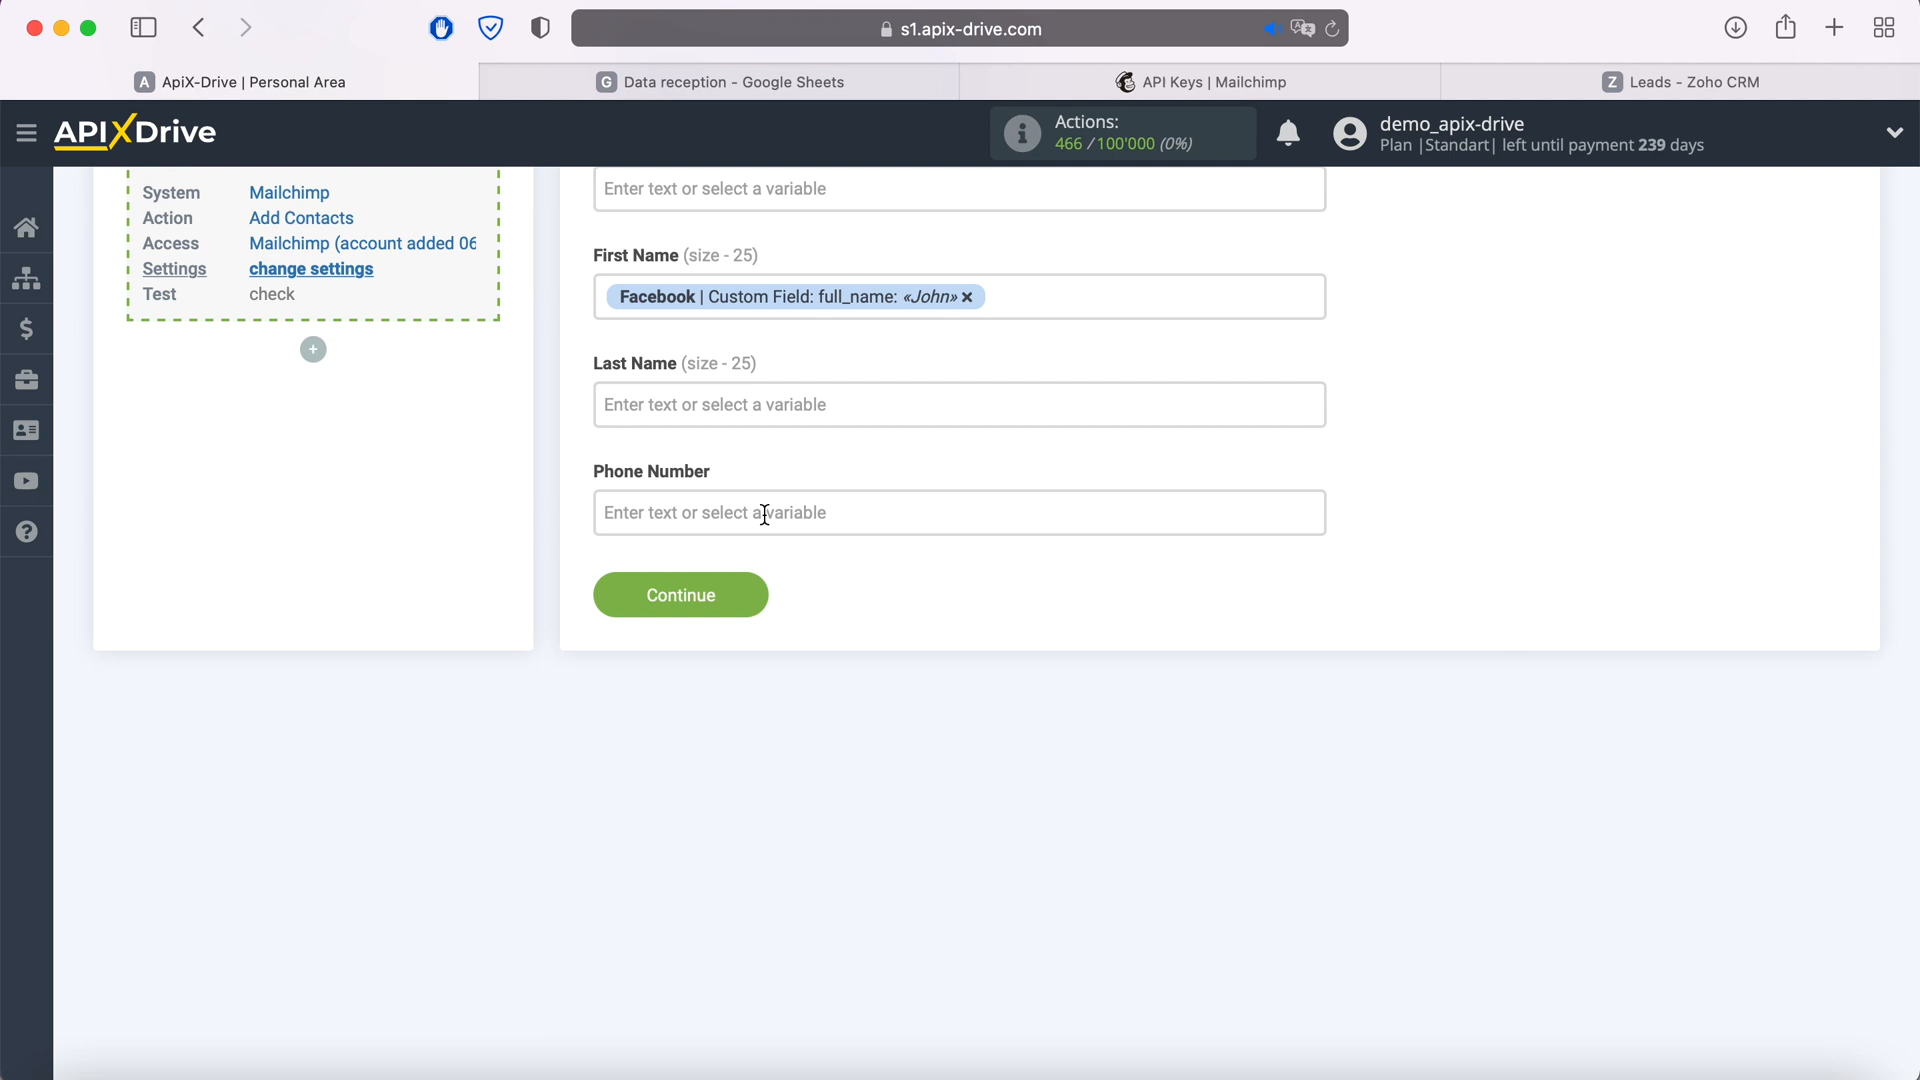 s1.apix-drive.com
A ApiX-Drive | Personal Area
G Data reception - Google Sheets
API Keys | Mailchimp
Z Leads - Zoho CRM
APIXDrive
Actions:
466 / 100'000 (0%)
demo_apix-drive
Plan |Standart| left until payment 239 days
System Mailchimp
Action Add Contacts
Access Mailchimp (account added 06
Settings change settings
Test check
Enter text or select a variable
First Name (size - 25)
Facebook | Custom Field: full_name: «John»
Last Name (size - 25)
Enter text or select a variable
Phone Number
Enter text or select a variable
Continue